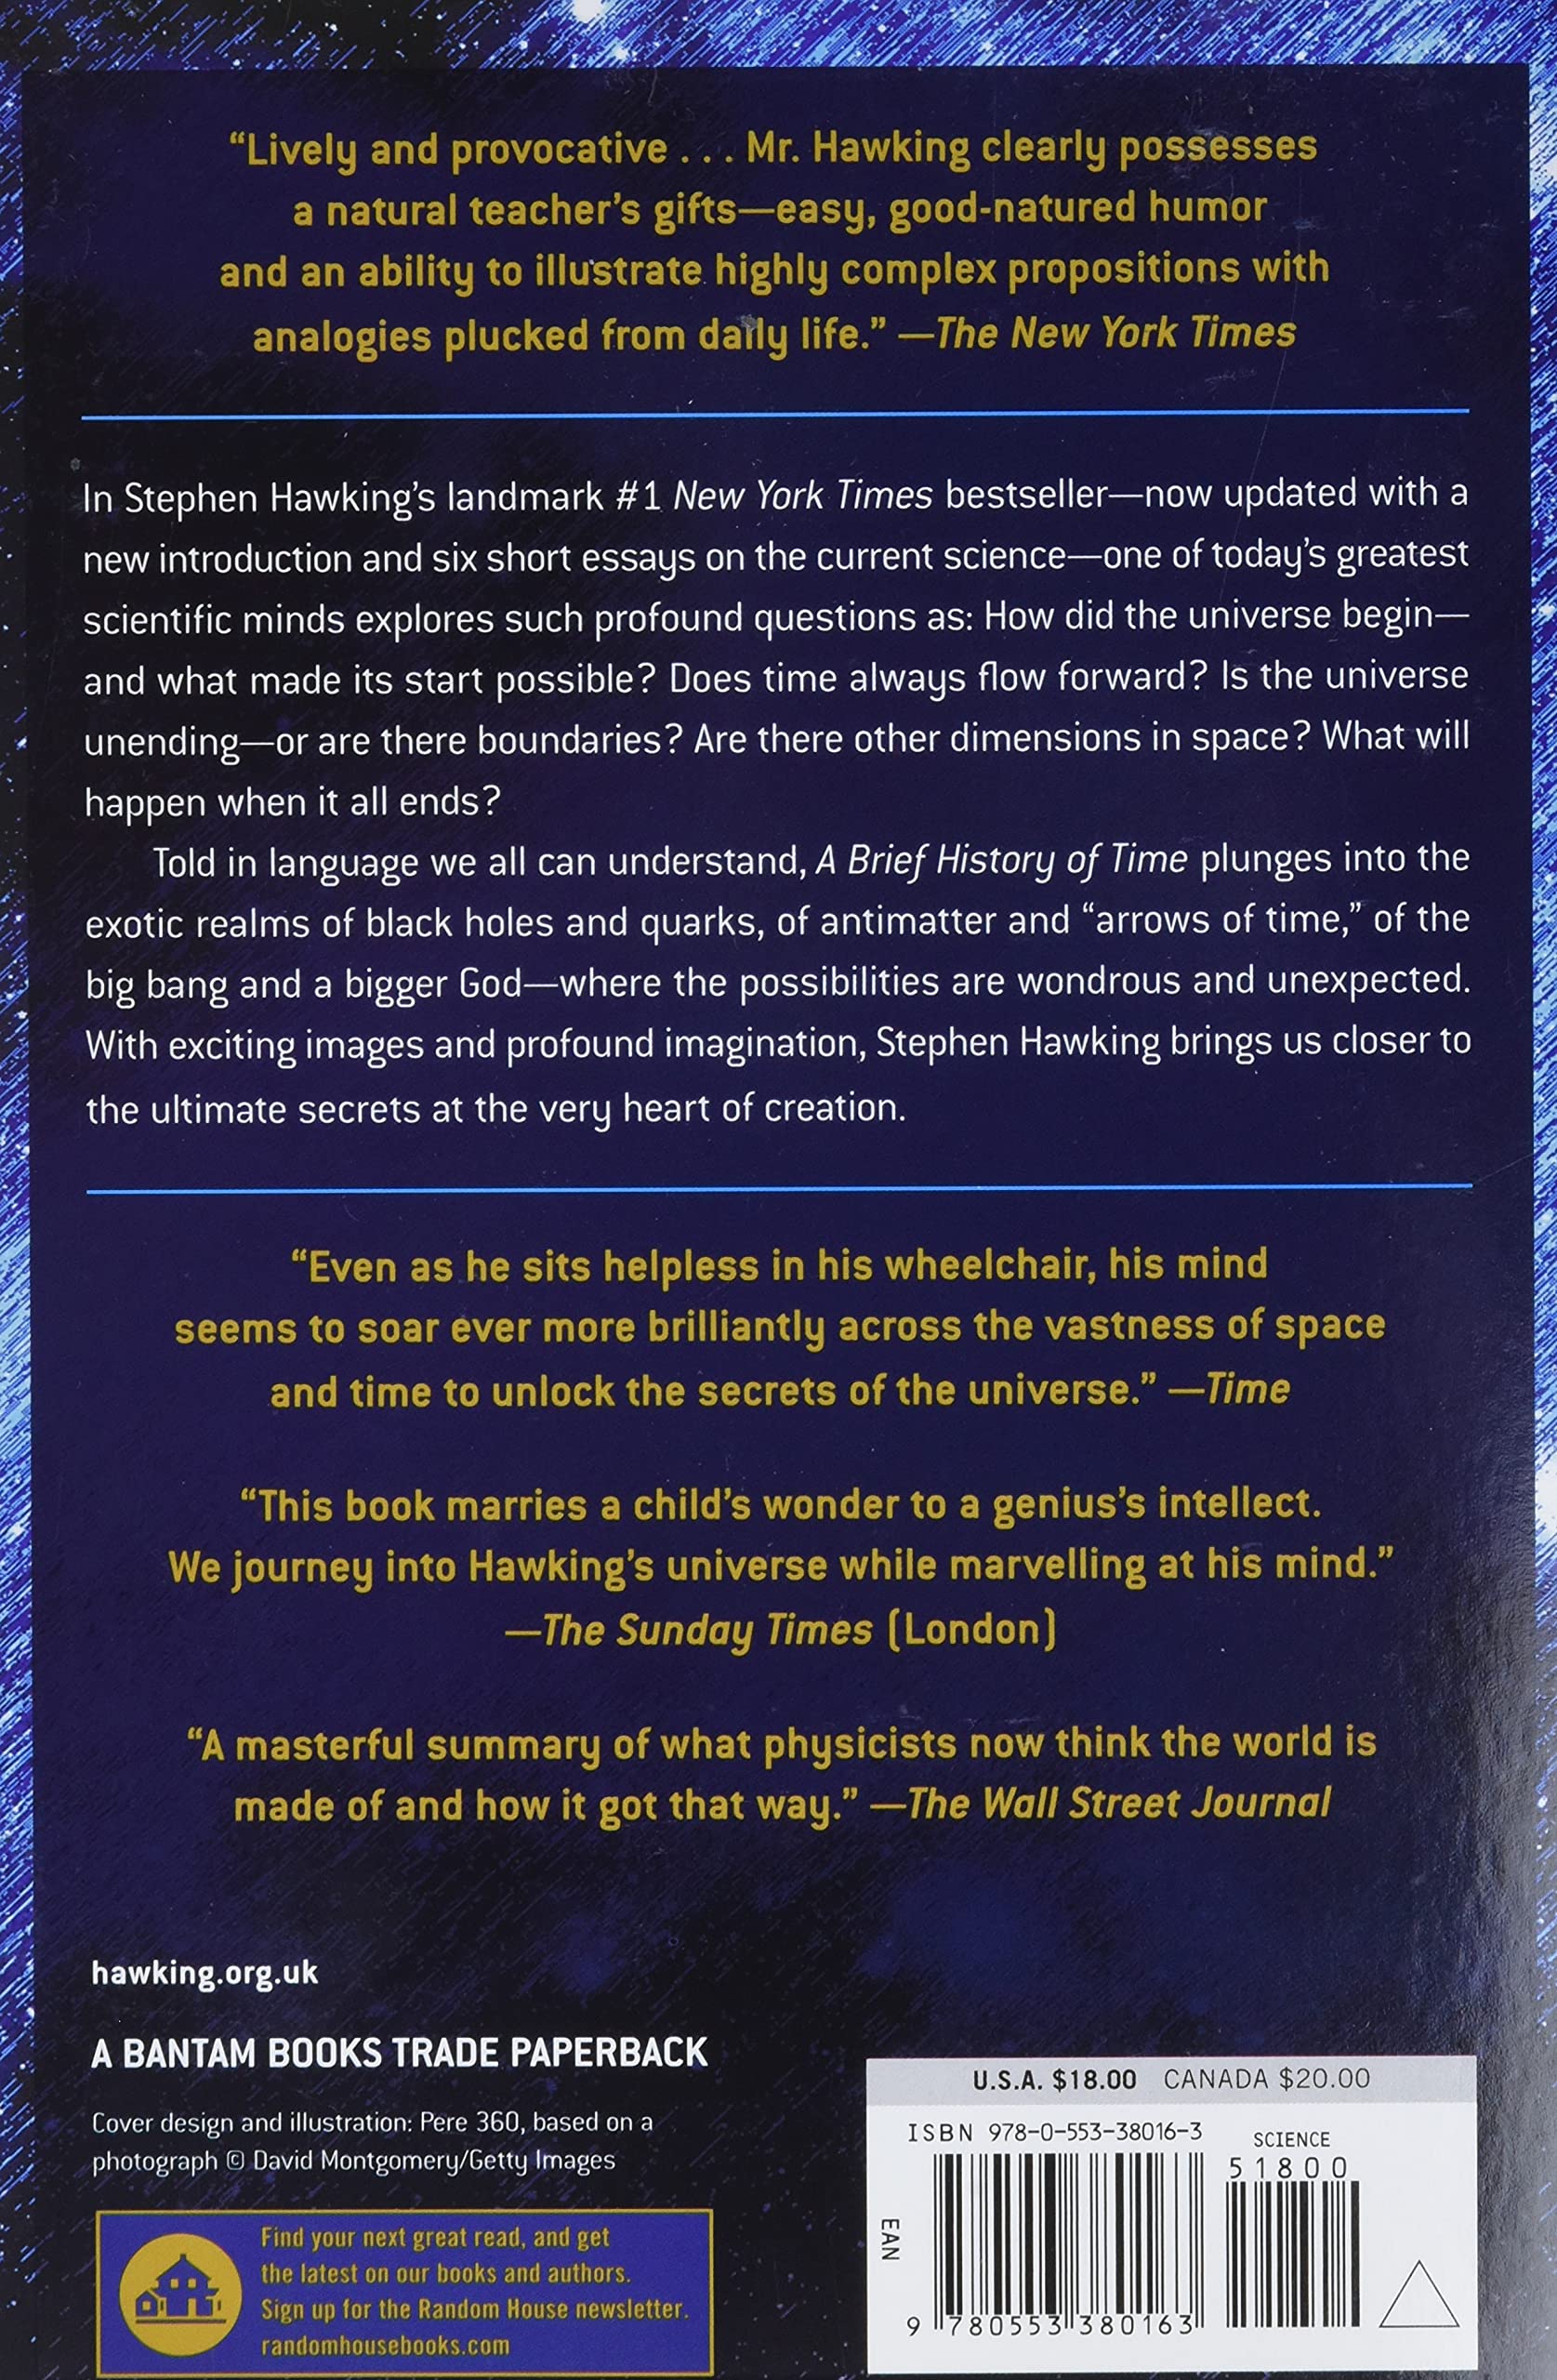 “Lively and provocative . . . Mr. Hawking clearly possesses
a natural teacher’s gifts—easy, good-natured humor
and an ability to illustrate highly complex propositions with
analogies plucked from daily life.” —The New York Times
In Stephen Hawking’s landmark #1 New York Times bestseller—now updated with a
new introduction and six short essays on the current science—one of today’s greatest
scientific minds explores such profound questions as: How did the universe begin—
and what made its start possible? Does time always flow forward? Is the universe
unending—or are there boundaries? Are there other dimensions in space? What will
happen when it all ends?
Told in language we all can understand, A Brief History of Time plunges into the
exotic realms of black holes and quarks, of antimatter and “arrows of time,” of the
big bang and a bigger God—where the possibilities are wondrous and unexpected.
With exciting images and profound imagination, Stephen Hawking brings us closer to
the ultimate secrets at the very heart of creation.
“Even as he sits helpless in his wheelchair, his mind
seems to soar ever more brilliantly across the vastness of space
and time to unlock the secrets of the universe.” —Time
“This book marries a child’s wonder to a genius’s intellect.
We journey into Hawking’s universe while marvelling at his mind.”
—The Sunday Times (London)
“A masterful summary of what physicists now think the world is
made of and how it got that way.” —The Wall Street Journal
hawking.org.uk
A BANTAM BOOKS TRADE PAPERBACK
Cover design and illustration: Pere 360, based on a
photograph © David Montgomery/Getty Images
Find your next great read, and get
the latest on our books and authors.
Sign up for the Random House newsletter.
randomhousebooks.com
U.S.A. $18.00 CANADA $20.00
ISBN 978-0-553-38016-3
SCIENCE
51800
EAN
9 780553 380163